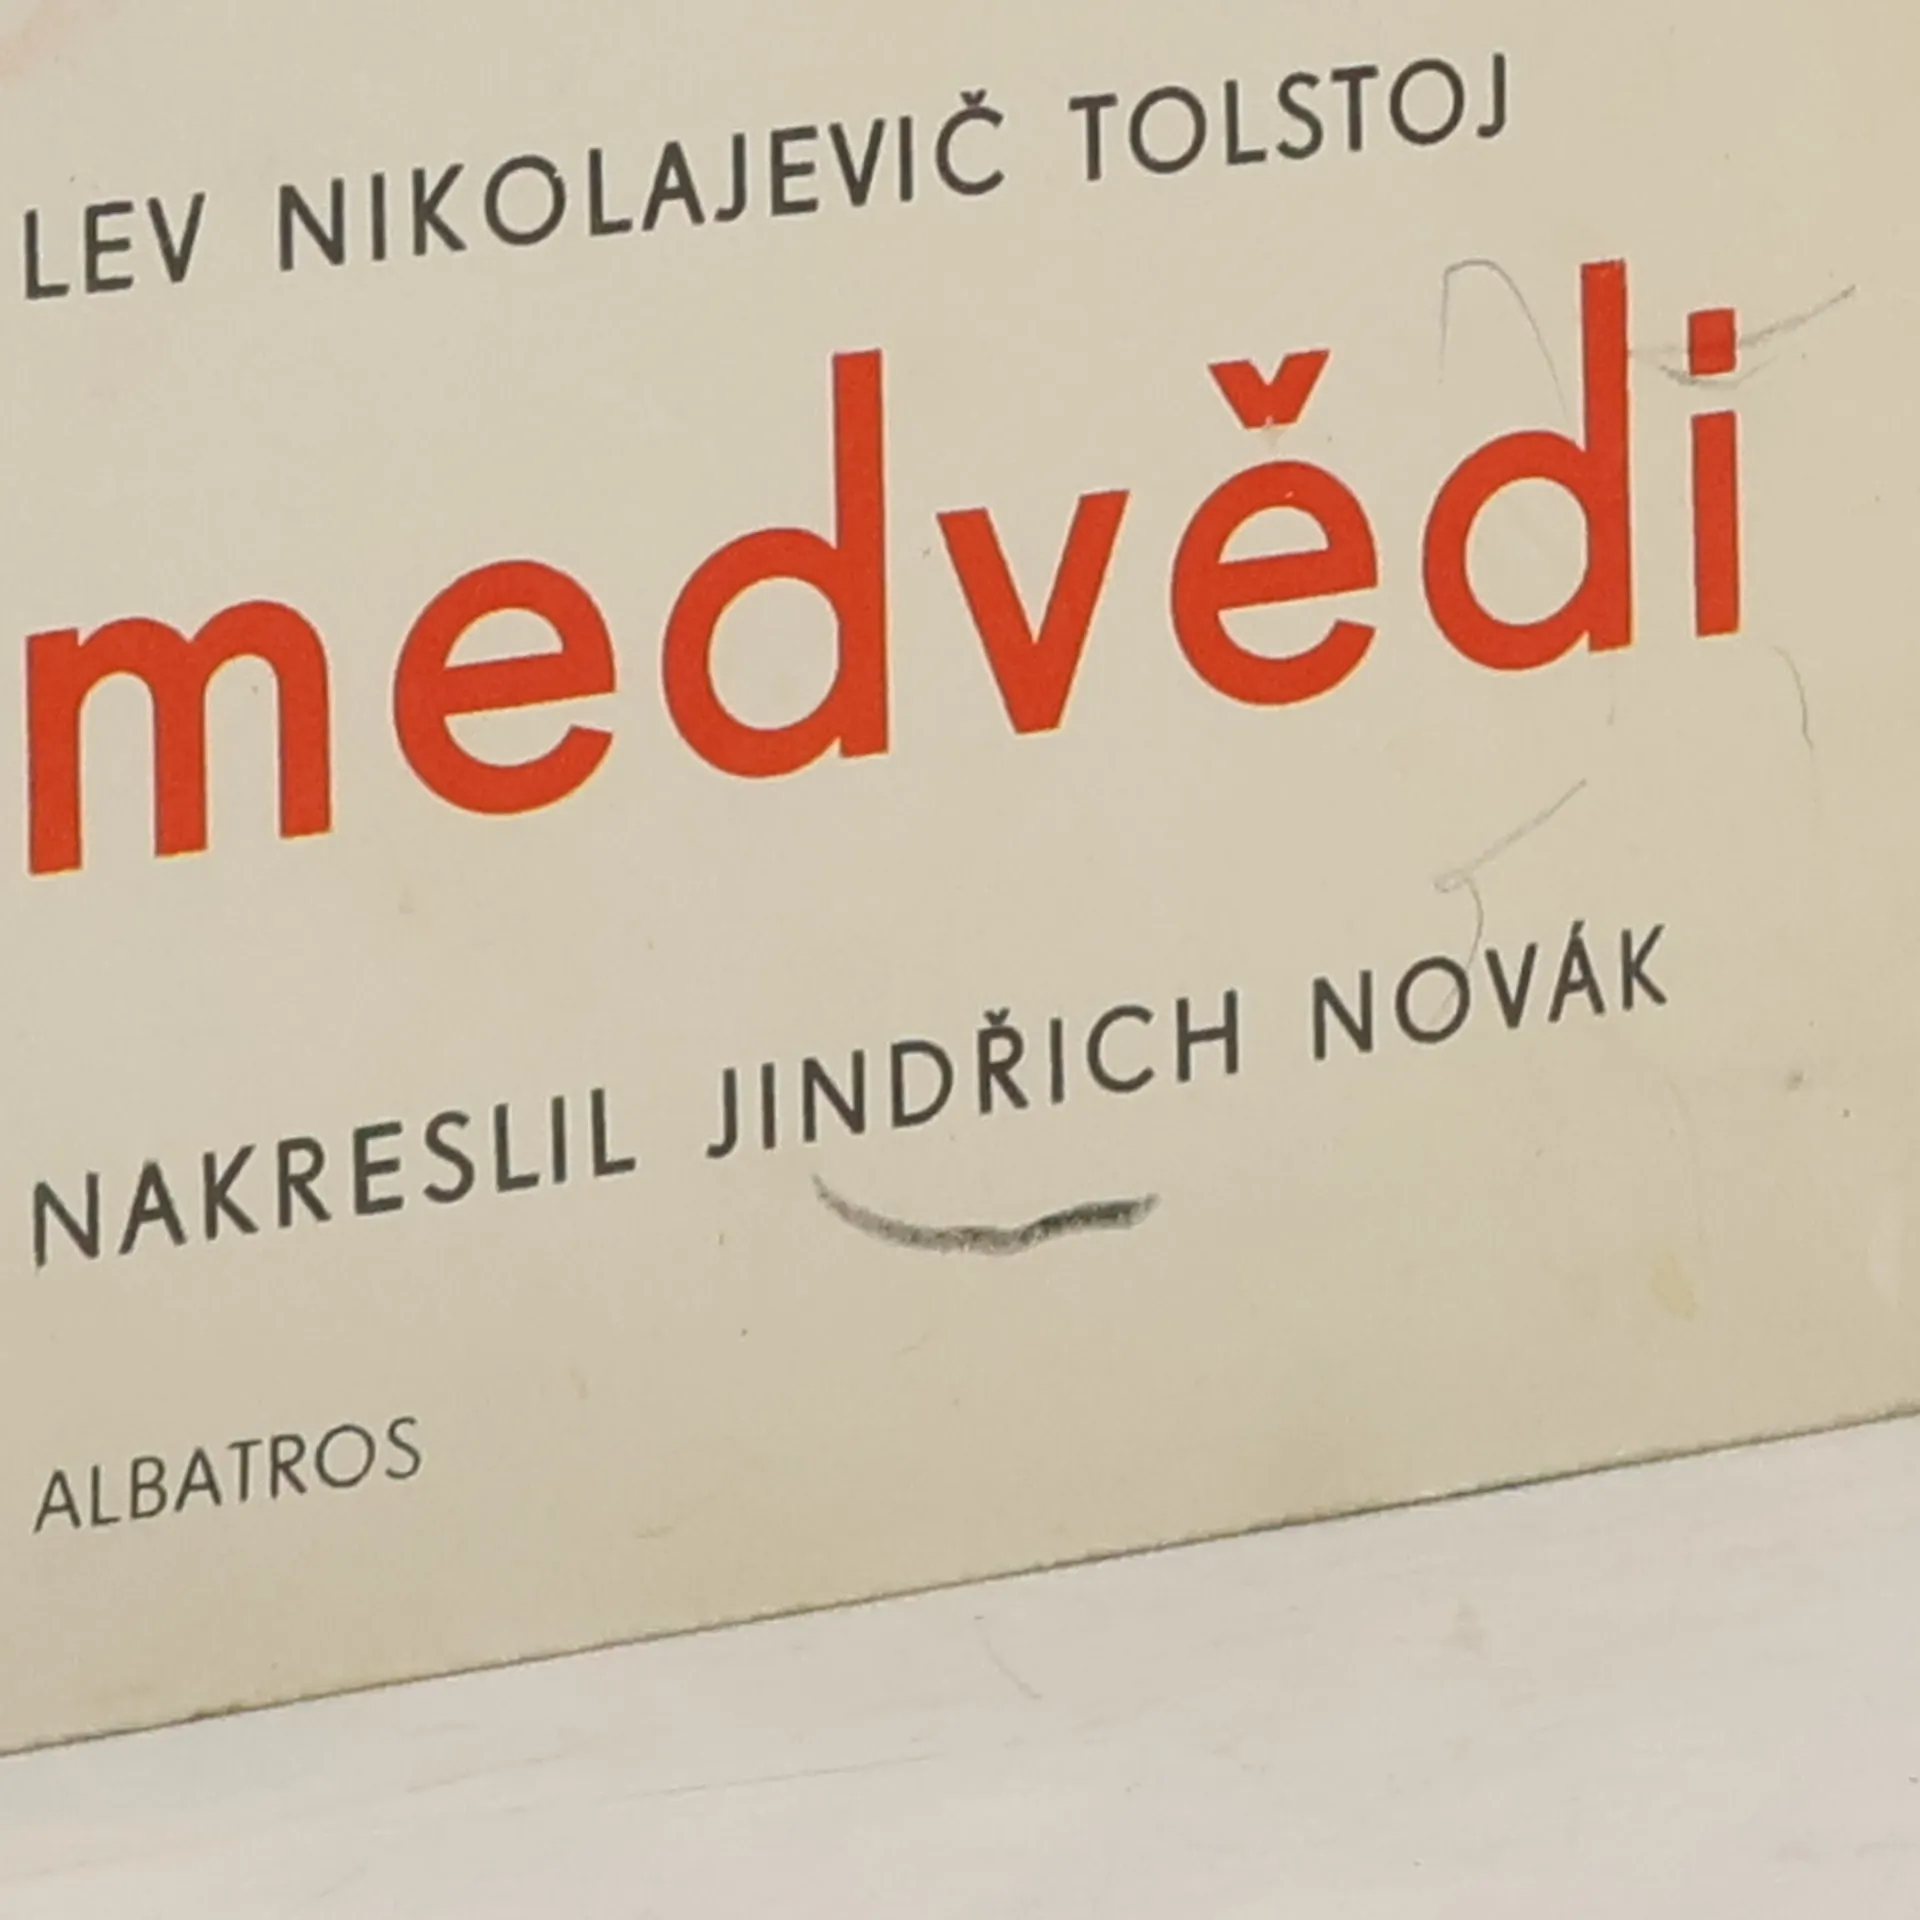 LEV NIKOLAJEVIČ TOLSTOJ
medvědi
NAKRESLIL JINDŘICH NOVÁK
ALBATROS